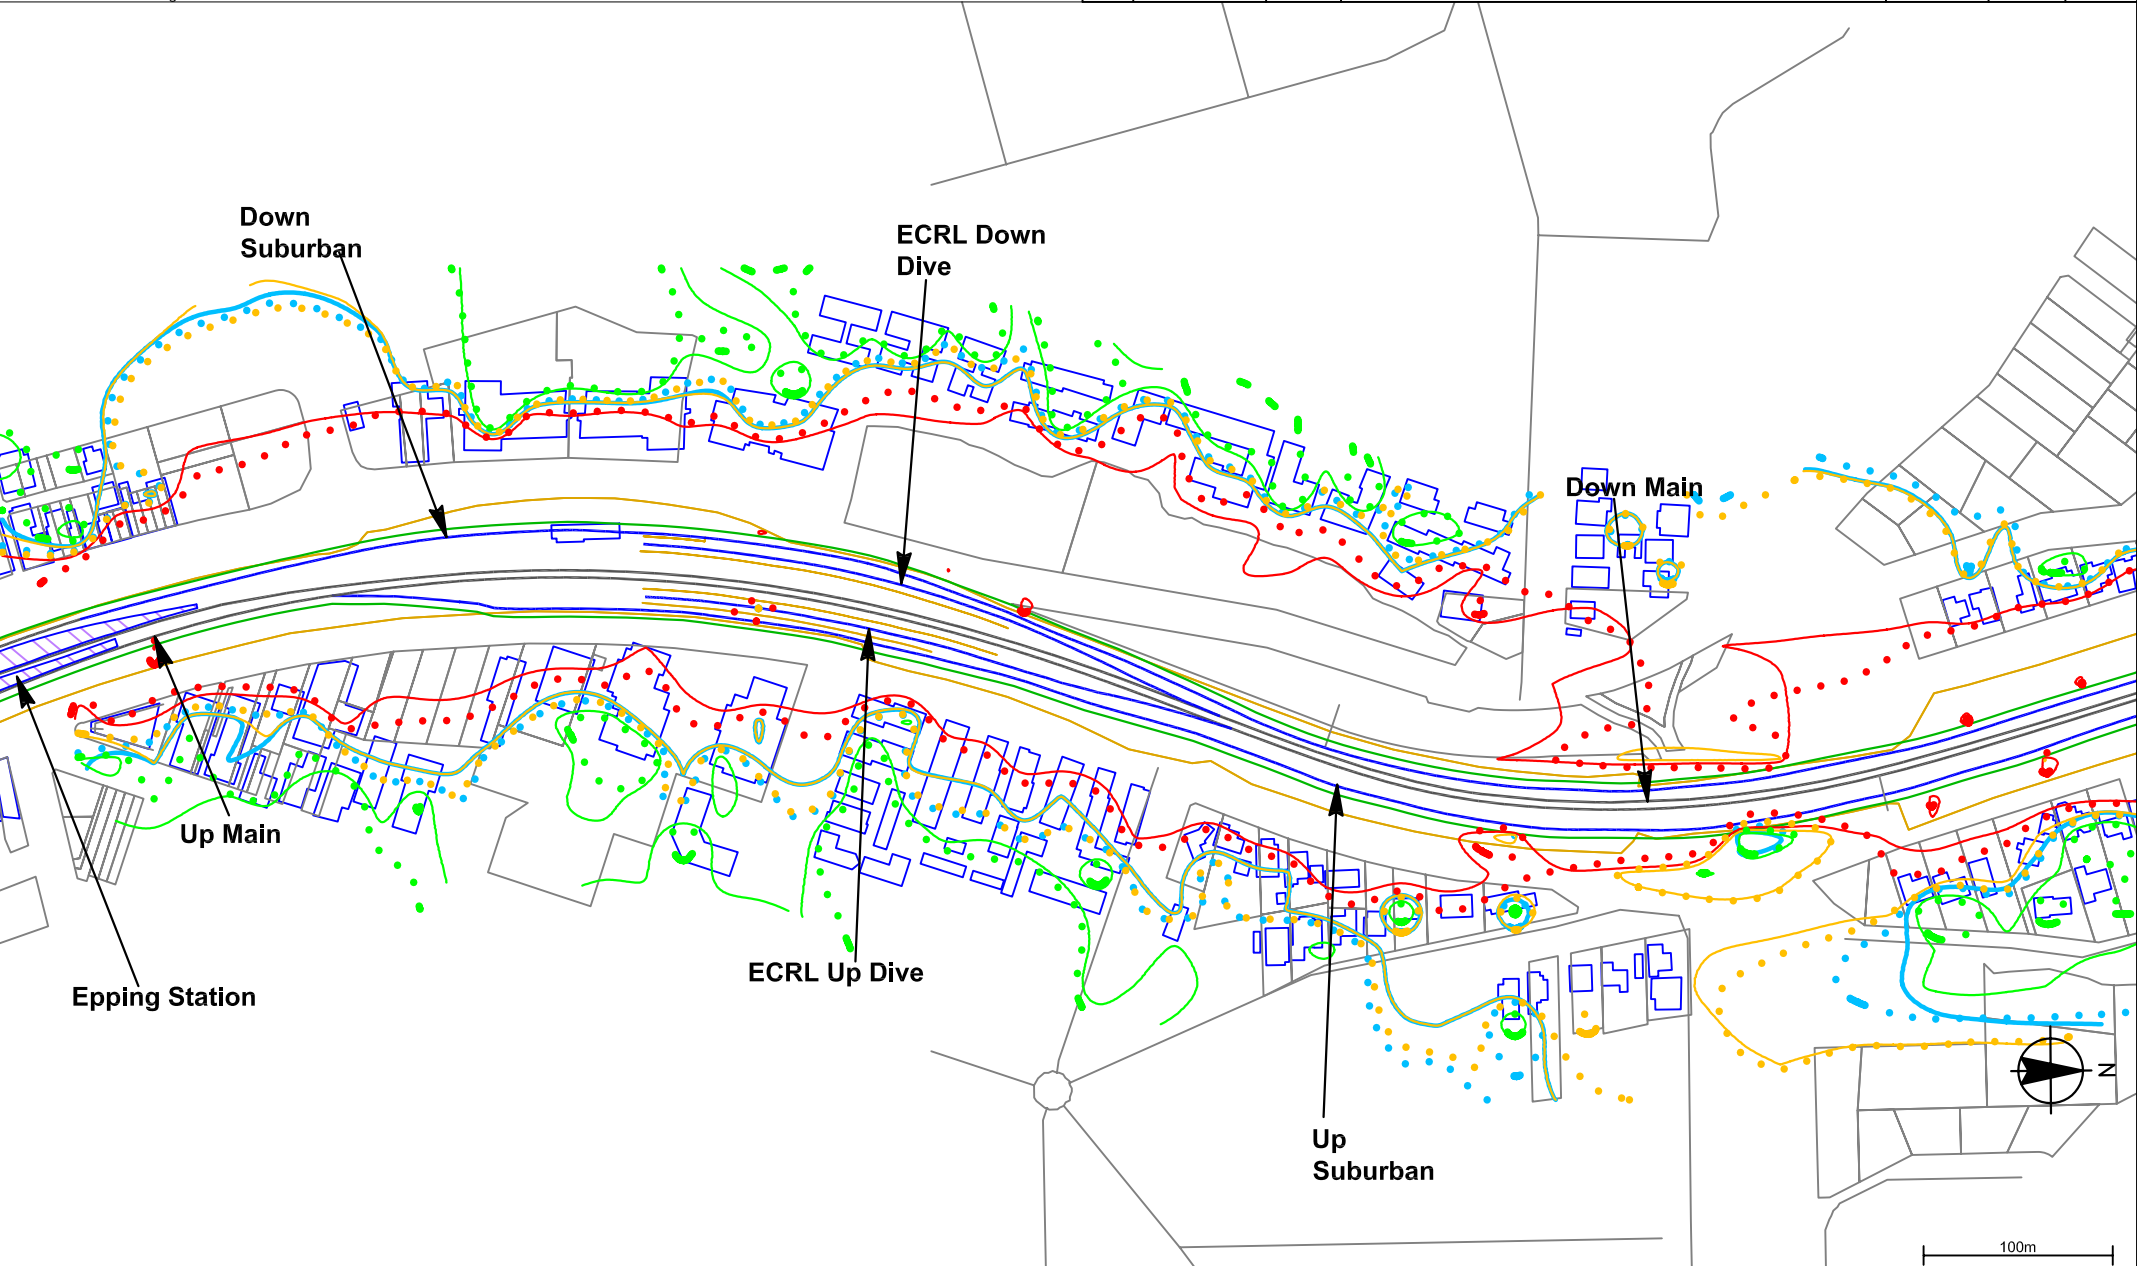 Down
Suburban
ECRL Down
Dive
Down Main
Up Main
ECRL Up Dive
Epping Station
N
Up
Suburban
100m